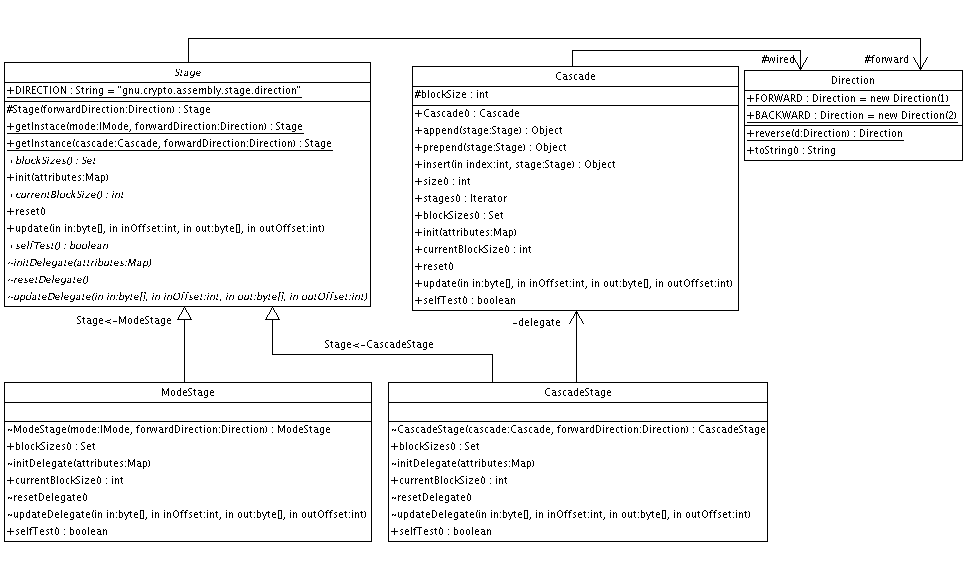 #wired
#forward
Stage
+DIRECTION : String = "gnu.crypto.assembly.stage.direction"
#Stage(forwardDirection:Direction) : Stage
+getInstace(mode:IMode, forwardDirection:Direction) : Stage
+getInstance(cascade:Cascade, forwardDirection:Direction) : Stage
+blockSizes() : Set
+init(attributes:Map)
+currentBlockSize() : int
+reset()
+update(in in:byte[], in inOffset:int, in out:byte[], in outOffset:int)
+selfTest() : boolean
~initDelegate(attributes:Map)
~resetDelegate()
~updateDelegate(in in:byte[], in inOffset:int, in out:byte[], in outOffset:int)
Cascade
#blockSize : int
+Cascade() : Cascade
+append(stage:Stage) : Object
+prepend(stage:Stage) : Object
+insert(in index:int, stage:Stage) : Object
+size() : int
+stages() : Iterator
+blockSizes() : Set
+init(attributes:Map)
+currentBlockSize() : int
+reset()
+update(in in:byte[], in inOffset:int, in out:byte[], in outOffset:int)
+selfTest() : boolean
Direction
+FORWARD : Direction = new Direction(1)
+BACKWARD : Direction = new Direction(2)
+reverse(d:Direction) : Direction
+toString() : String
Stage<-ModeStage
-delegate
Stage<-CascadeStage
ModeStage
~ModeStage(mode:IMode, forwardDirection:Direction) : ModeStage
+blockSizes() : Set
~initDelegate(attributes:Map)
+currentBlockSize() : int
~resetDelegate()
~updateDelegate(in in:byte[], in inOffset:int, in out:byte[], in outOffset:int)
+selfTest() : boolean
CascadeStage
~CascadeStage(cascade:Cascade, forwardDirection:Direction) : CascadeStage
+blockSizes() : Set
~initDelegate(attributes:Map)
+currentBlockSize() : int
~resetDelegate()
~updateDelegate(in in:byte[], in inOffset:int, in out:byte[], in outOffset:int)
+selfTest() : boolean